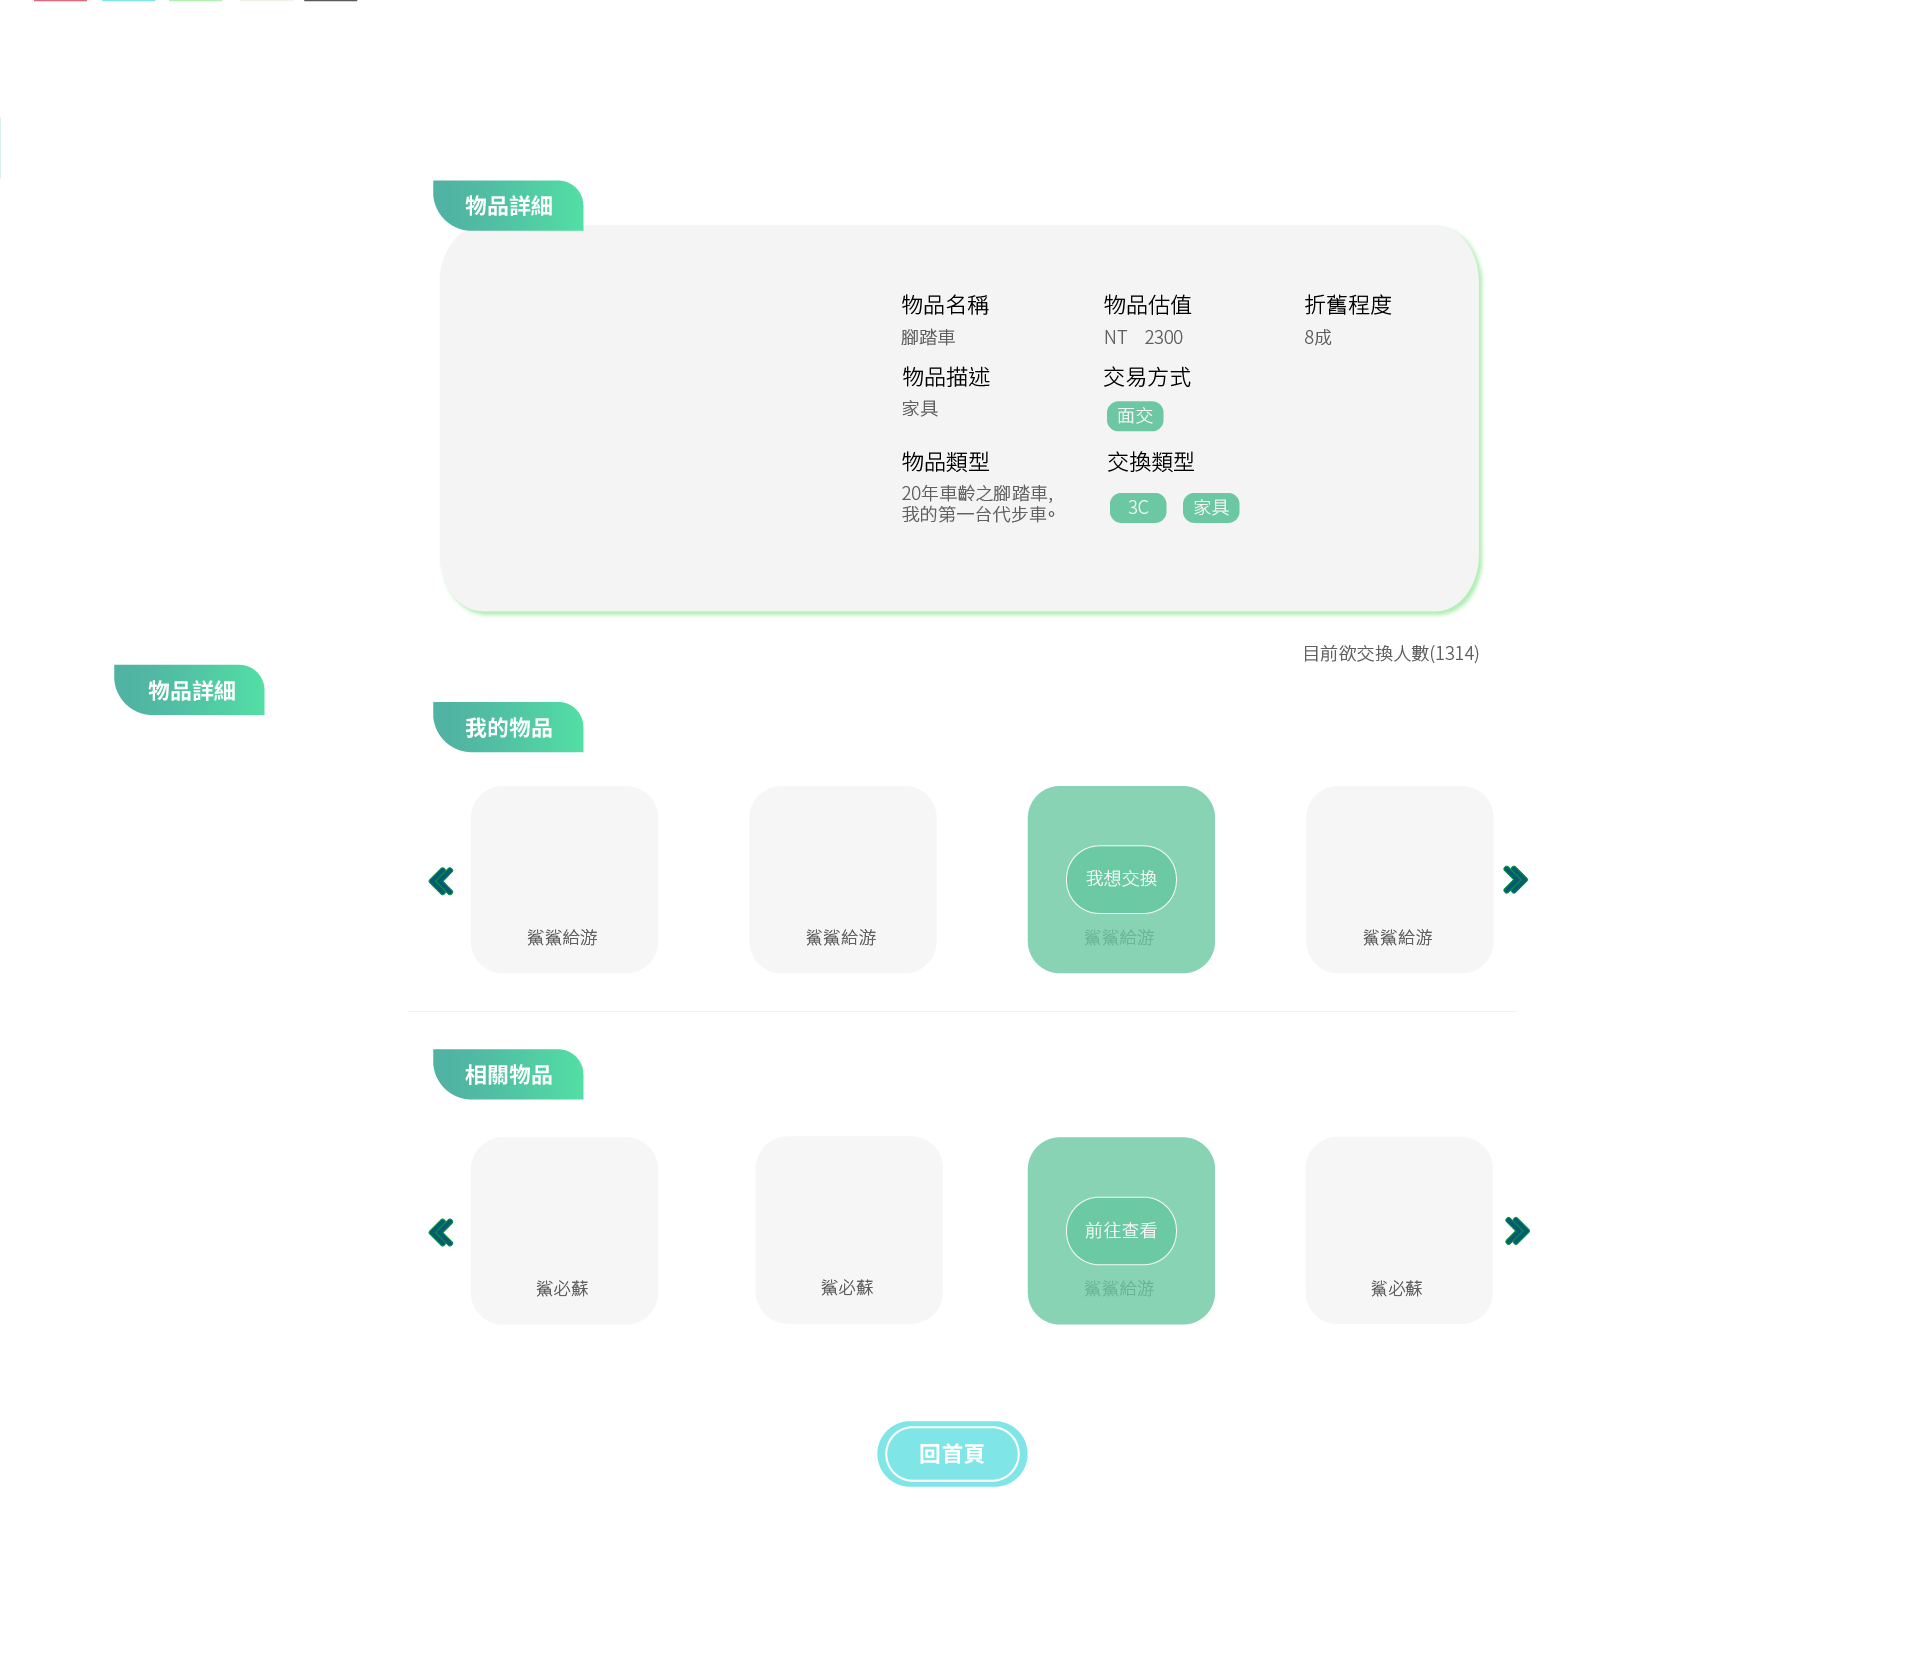 物品詳細
物品名稱
物品估值
折舊程度
腳踏車
NT 2300
8成
物品描述
交易方式
家具
面交
物品類型
交換類型
20年車齡之腳踏車,
我的第一台代步車。
3C
家具
目前欲交換人數(1314)
物品詳細
我的物品
我想交換
鯊鯊給游
鯊鯊給游
鯊鯊給游
鯊鯊給游
相關物品
前往查看
鯊必蘇
鯊必蘇
鯊鯊給游
鯊必蘇
回首頁